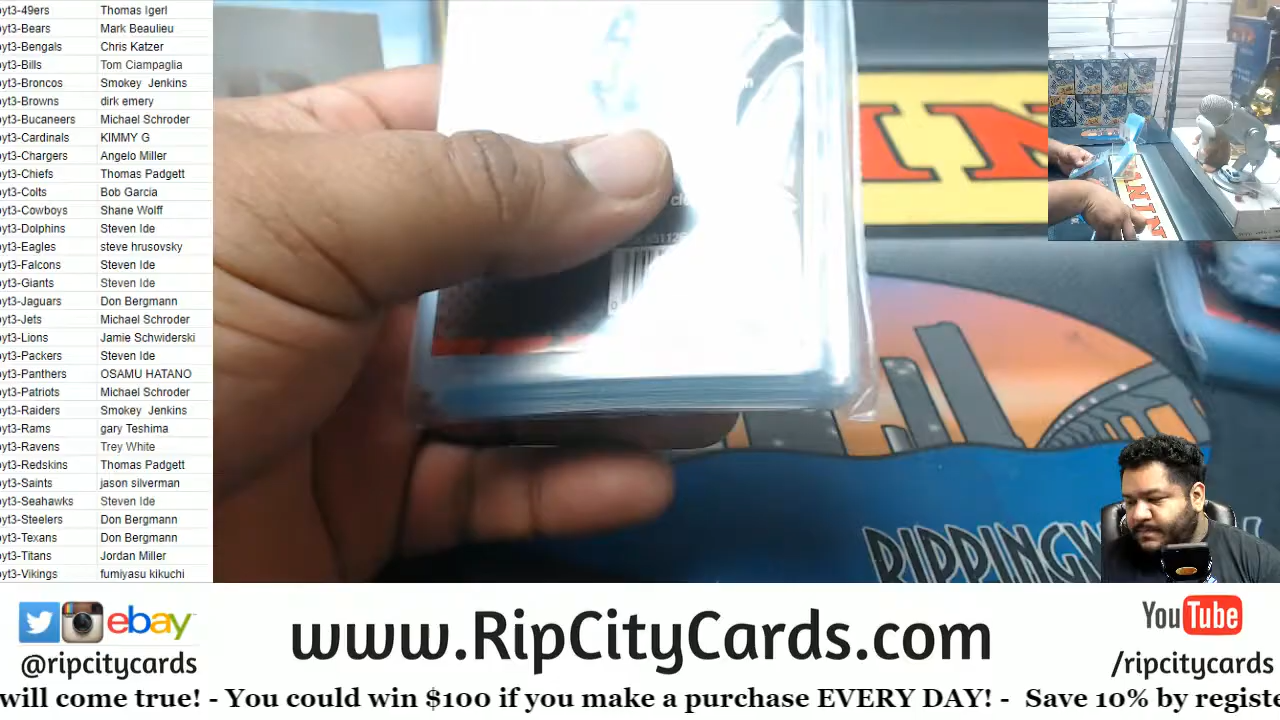 yt3-49ers Thomas Igerl
yt3-Bears Mark Beaulieu
yt3-Bengals Chris Katzer
yt3-Bills Tom Ciampaglia
yt3-Broncos Smokey Jenkins
yt3-Browns dirk emery
yt3-Bucaneers Michael Schroder
yt3-Cardinals KIMMY G
yt3-Chargers Angelo Miller
yt3-Chiefs Thomas Padgett
yt3-Colts Bob Garcia
yt3-Cowboys Shane Wolff
yt3-Dolphins Steven Ide
yt3-Eagles steve hrusovsky
yt3-Falcons Steven Ide
yt3-Giants Steven Ide
yt3-Jaguars Don Bergmann
yt3-Jets Michael Schroder
yt3-Lions Jamie Schwiderski
yt3-Packers Steven Ide
yt3-Panthers OSAMU HATANO
yt3-Patriots Michael Schroder
yt3-Raiders Smokey Jenkins
yt3-Rams gary Teshima
yt3-Ravens Trey White
yt3-Redskins Thomas Padgett
yt3-Saints jason silverman
yt3-Seahawks Steven Ide
yt3-Steelers Don Bergmann
yt3-Texans Don Bergmann
yt3-Titans Jordan Miller
yt3-Vikings fumiyasu kikuchi
ANIN
RIPPINGW
ebay
@ripcitycards
www.RipCityCards.com
YouTube
/ripcitycards
will come true! - You could win $100 if you make a purchase EVERY DAY! - Save 10% by registe